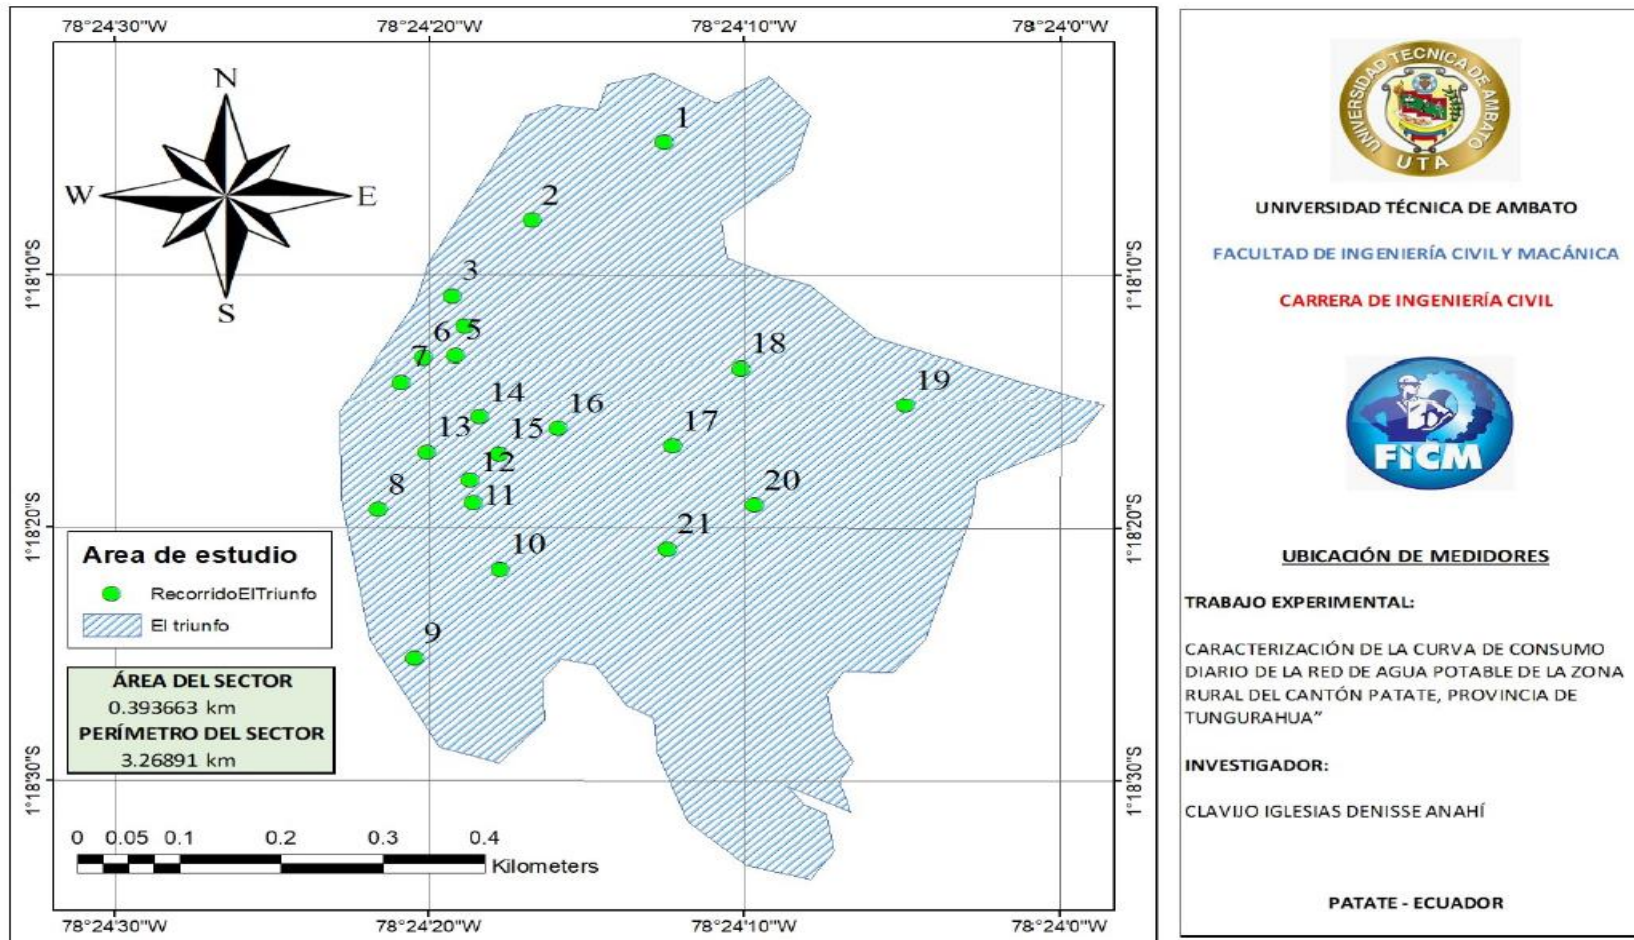 78°24'30"W 78°24'20"W 78°24'10"W 78°24'0"W
N
W E
S
1°18'10"S 1°18'10"S
1°18'20"S 1°18'20"S
1°18'30"S 1°18'30"S
1
2
3
5
6
7
18
19
14
16
13
15
17
12
8
11
20
21
10
9
Area de estudio
RecorridoElTriunfo
El triunfo
ÁREA DEL SECTOR
0.393663 km
PERÍMETRO DEL SECTOR
3.26891 km
0 0.05 0.1 0.2 0.3 0.4
Kilometers
78°24'30"W 78°24'20"W 78°24'10"W 78°24'0"W
UNIVERSIDAD TECNICA DE AMBATO
UTA
UNIVERSIDAD TÉCNICA DE AMBATO
FACULTAD DE INGENIERÍA CIVIL Y MACÁNICA
CARRERA DE INGENIERÍA CIVIL
FiCM
UBICACIÓN DE MEDIDORES
TRABAJO EXPERIMENTAL:
CARACTERIZACIÓN DE LA CURVA DE CONSUMO
DIARIO DE LA RED DE AGUA POTABLE DE LA ZONA
RURAL DEL CANTÓN PATATE, PROVINCIA DE
TUNGURAHUA”
INVESTIGADOR:
CLAVIJO IGLESIAS DENISSE ANAHÍ
PATATE - ECUADOR